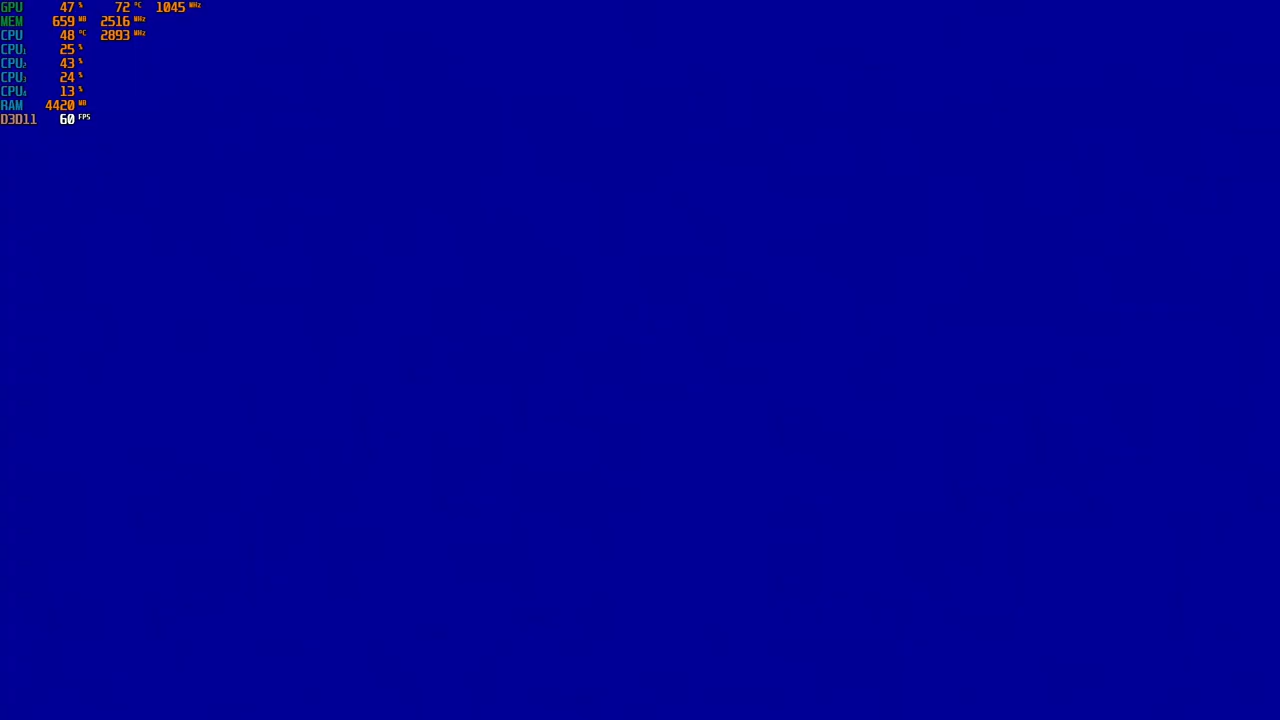 GPU 47 % 72 °C 1045 MHz
MEM 659 MB 2516 MHz
CPU 48 °C 2893 MHz
CPU1 25 %
CPU2 43 %
CPU3 24 %
CPU4 13 %
RAM 4420 MB
D3D11 60 FPS